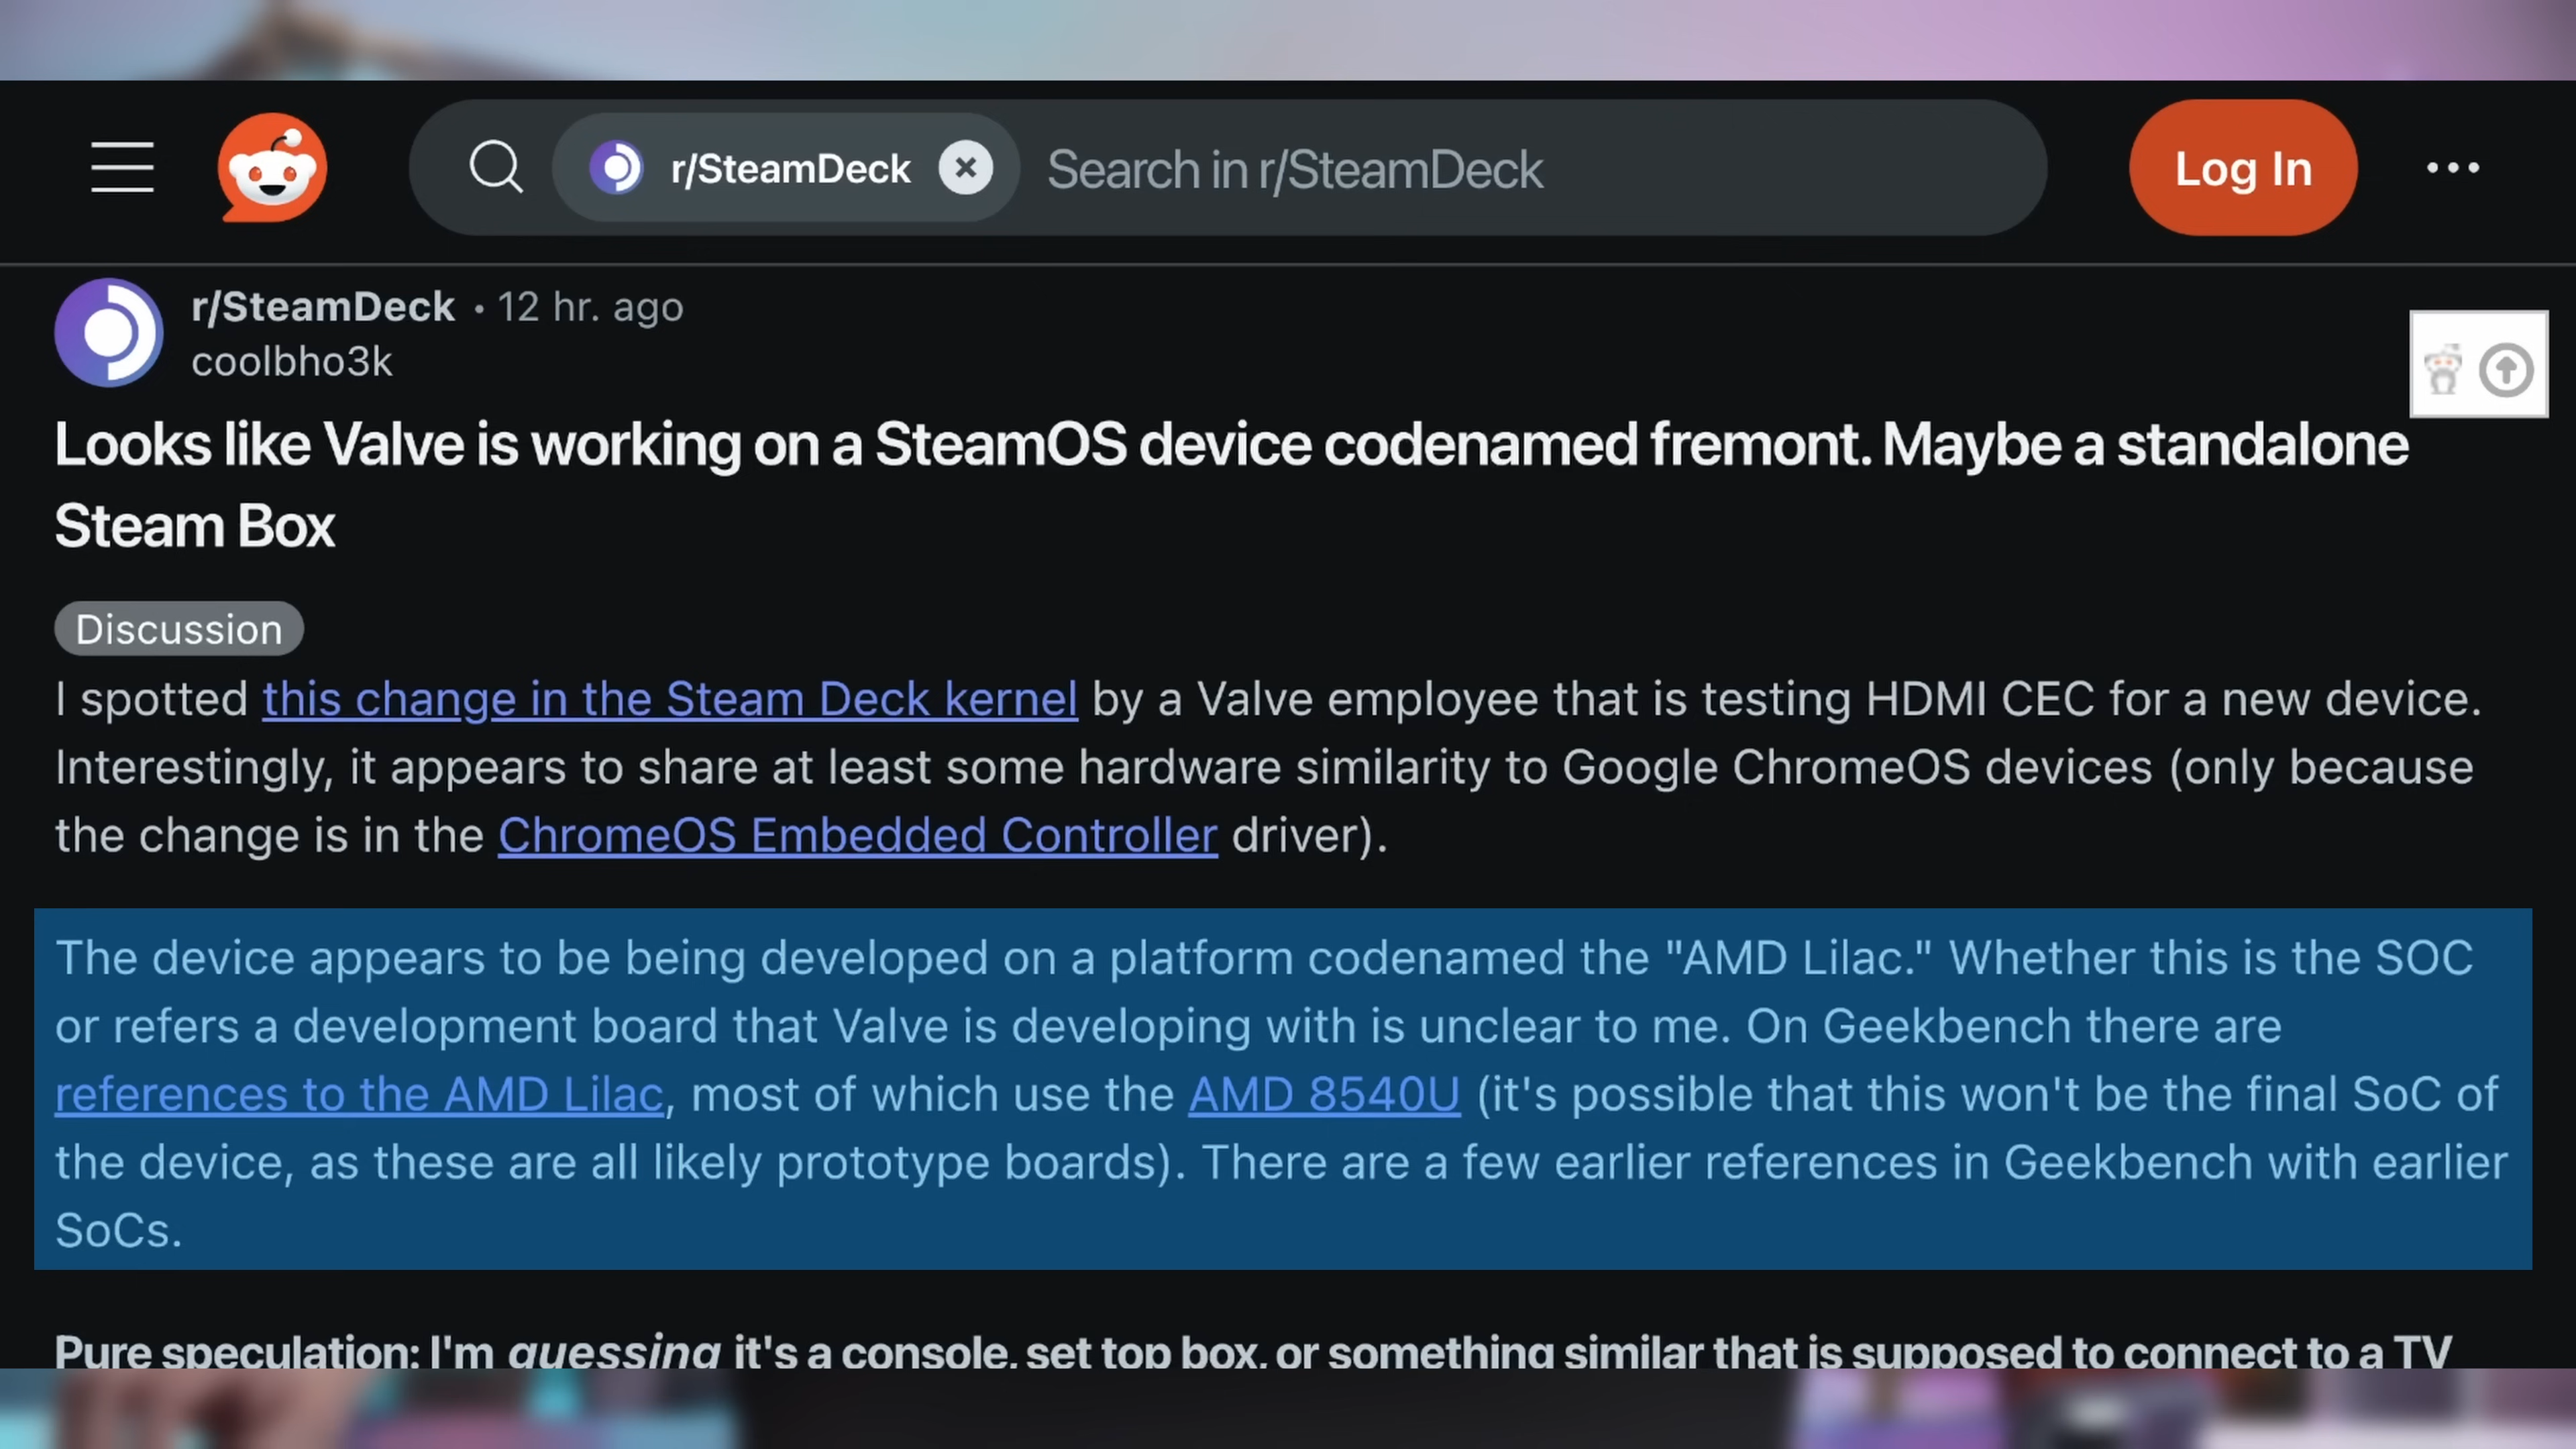 r/SteamDeck
Search in r/SteamDeck
Log In
r/SteamDeck • 12 hr. ago
coolbho3k
Looks like Valve is working on a SteamOS device codenamed fremont. Maybe a standalone
Steam Box
Discussion
I spotted this change in the Steam Deck kernel by a Valve employee that is testing HDMI CEC for a new device.
Interestingly, it appears to share at least some hardware similarity to Google ChromeOS devices (only because
the change is in the ChromeOS Embedded Controller driver).
The device appears to be being developed on a platform codenamed the "AMD Lilac." Whether this is the SOC
or refers a development board that Valve is developing with is unclear to me. On Geekbench there are
references to the AMD Lilac, most of which use the AMD 8540U (it's possible that this won't be the final SoC of
the device, as these are all likely prototype boards). There are a few earlier references in Geekbench with earlier
SoCs.
Pure speculation: I'm guessing it's a console, set top box, or something similar that is supposed to connect to a TV